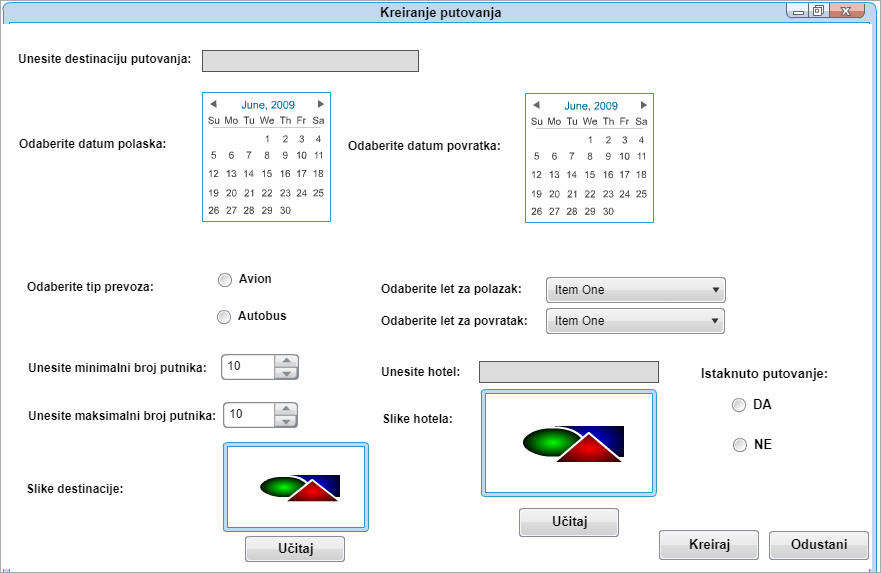 Kreiranje putovanja
Unesite destinaciju putovanja:
Odaberite datum polaska:
June, 2009
Su Mo Tu We Th Fr Sa
1 2 3 4
5 6 7 8 9 10 11
12 13 14 15 16 17 18
19 20 21 22 23 24 25
26 27 28 29 30
Odaberite datum povratka:
June, 2009
Su Mo Tu We Th Fr Sa
1 2 3 4
5 6 7 8 9 10 11
12 13 14 15 16 17 18
19 20 21 22 23 24 25
26 27 28 29 30
Odaberite tip prevoza:
Avion
Autobus
Odaberite let za polazak:
Item One
Odaberite let za povratak:
Item One
Unesite minimalni broj putnika:
10
Unesite maksimalni broj putnika:
10
Unesite hotel:
Slike hotela:
Učitaj
Istaknuto putovanje:
DA
NE
Slike destinacije:
Učitaj
Kreiraj
Odustani